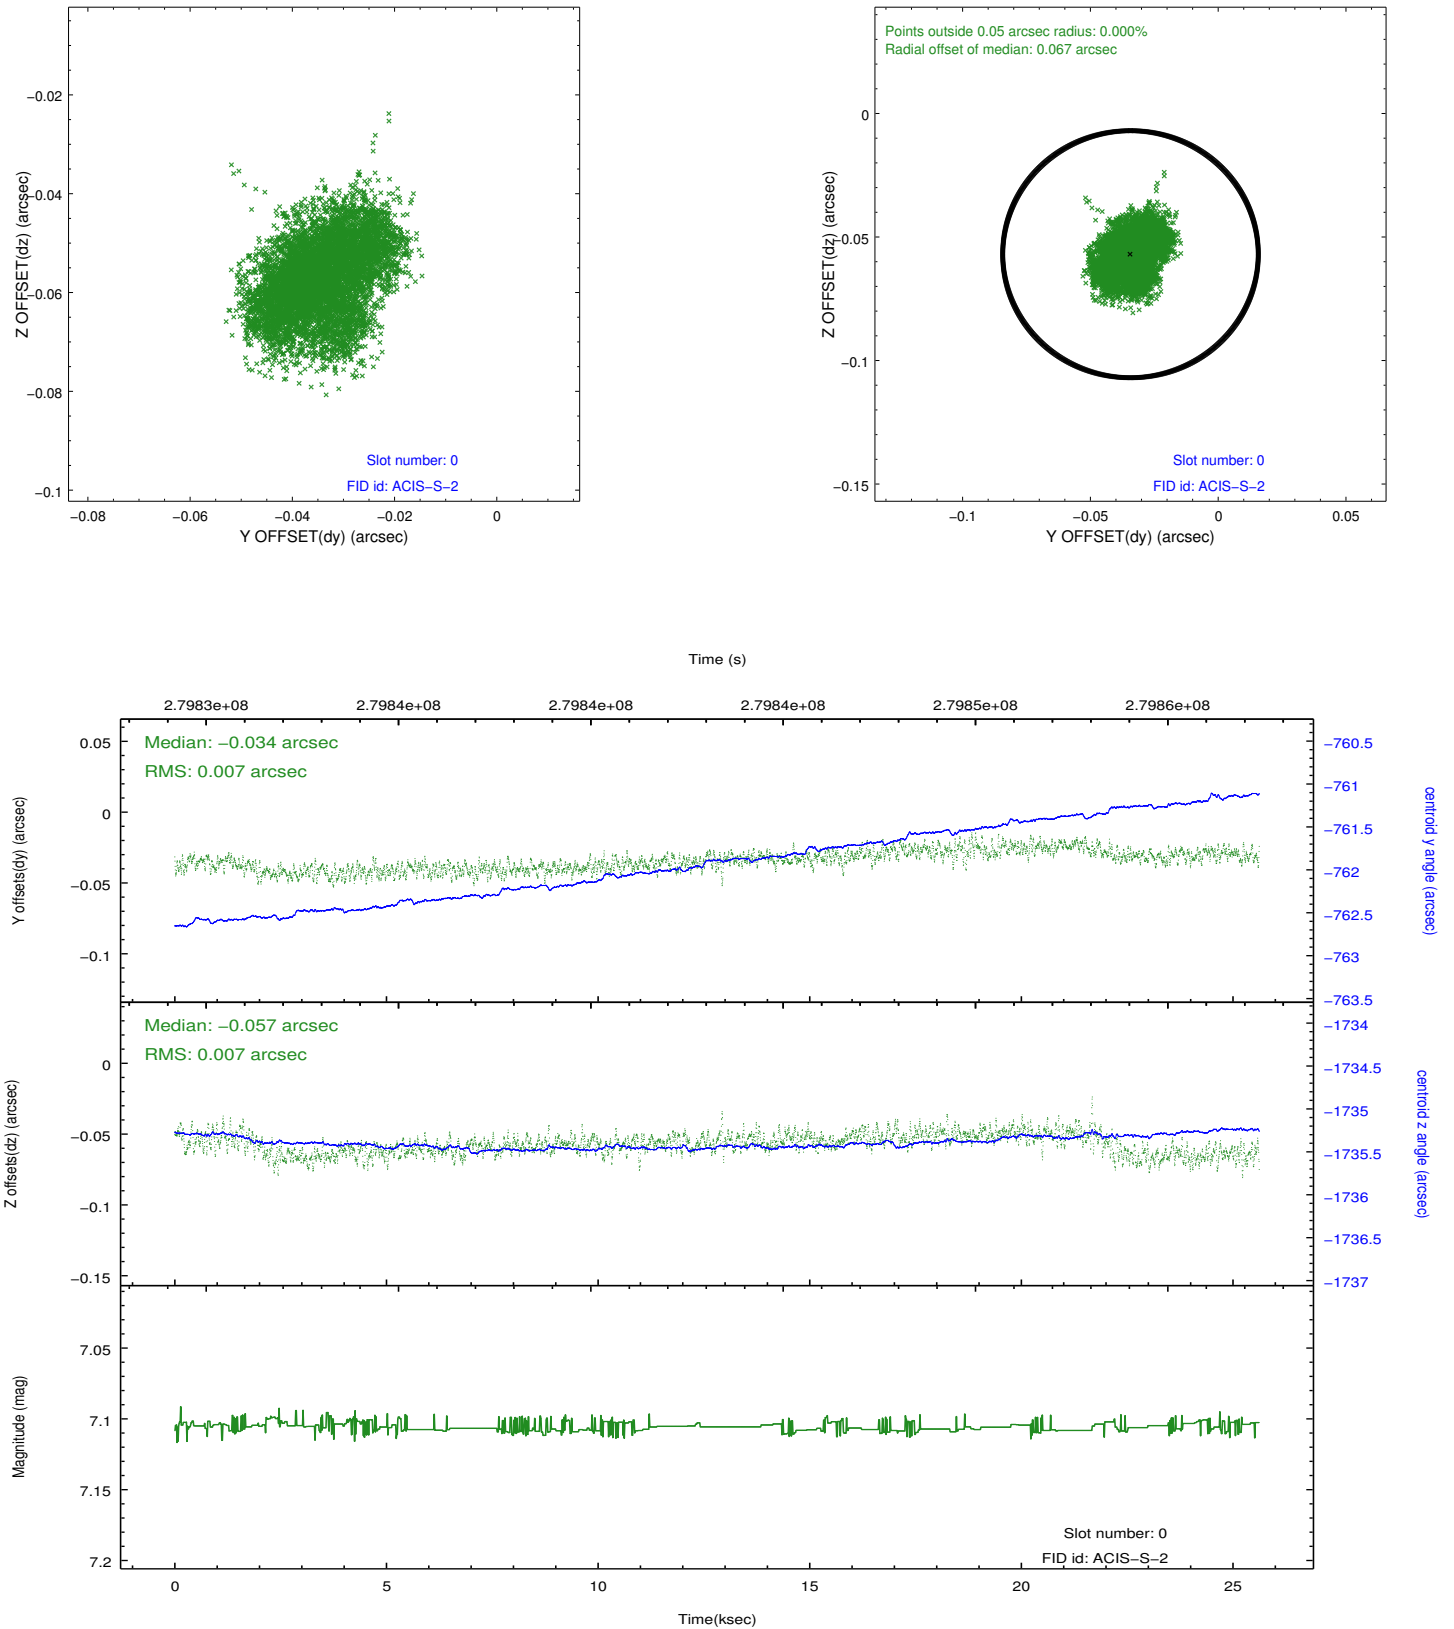 −0.02
−0.04
−0.06
−0.08
−0.1
Z OFFSET(dz) (arcsec)
Slot number: 0
FID id: ACIS−S−2
−0.08
−0.06
−0.04
−0.02
0
Y OFFSET(dy) (arcsec)
Points outside 0.05 arcsec radius: 0.000%
Radial offset of median: 0.067 arcsec
0
−0.05
−0.1
−0.15
Z OFFSET(dz) (arcsec)
Slot number: 0
FID id: ACIS−S−2
−0.1
−0.05
0
0.05
Y OFFSET(dy) (arcsec)
Time (s)
2.7983e+08
2.7984e+08
2.7984e+08
2.7984e+08
2.7985e+08
2.7986e+08
Median: −0.034 arcsec
RMS: 0.007 arcsec
0.05
0
−0.05
−0.1
Y offsets(dy) (arcsec)
−760.5
−761
−761.5
−762
−762.5
−763
−763.5
centroid y angle (arcsec)
Median: −0.057 arcsec
RMS: 0.007 arcsec
0
−0.05
−0.1
−0.15
Z offsets(dz) (arcsec)
−1734
−1734.5
−1735
−1735.5
−1736
−1736.5
−1737
centroid z angle (arcsec)
7.05
7.1
7.15
7.2
Magnitude (mag)
Slot number: 0
FID id: ACIS−S−2
0
5
10
15
20
25
Time(ksec)